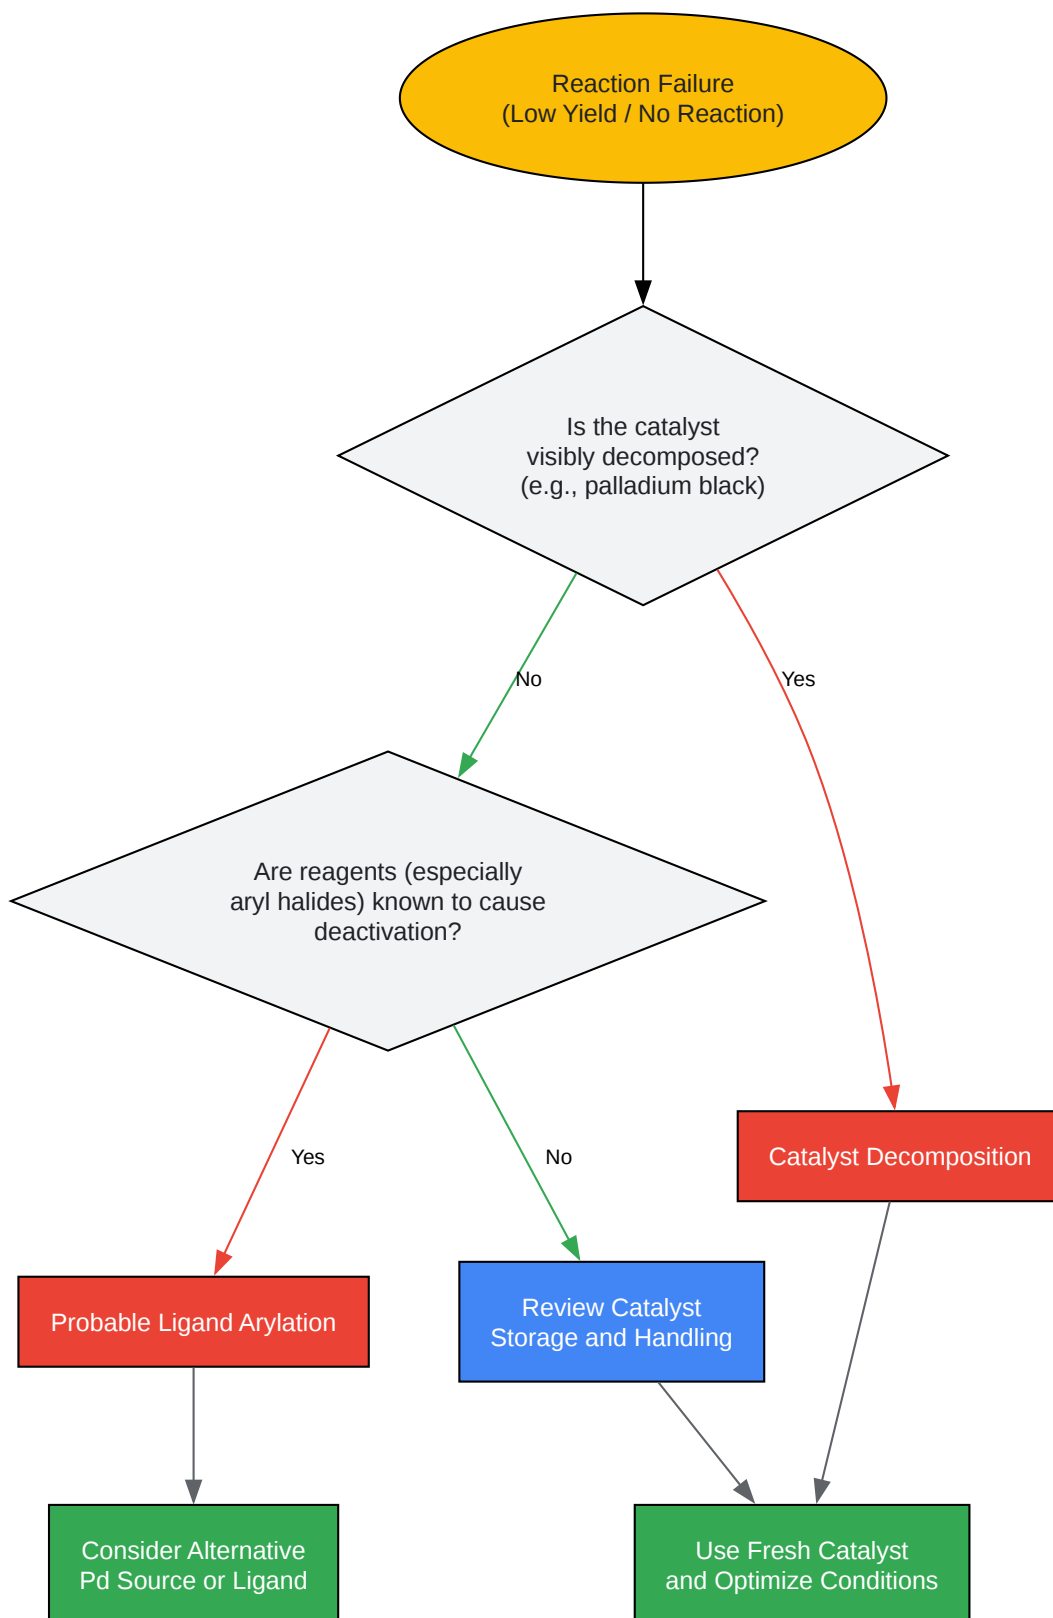 Reaction Failure
(Low Yield / No Reaction)
Is the catalyst
visibly decomposed?
(e.g., palladium black)
No
Yes
Are reagents (especially
aryl halides) known to cause
deactivation?
Yes
No
Catalyst Decomposition
Probable Ligand Arylation
Review Catalyst
Storage and Handling
Consider Alternative
Pd Source or Ligand
Use Fresh Catalyst
and Optimize Conditions